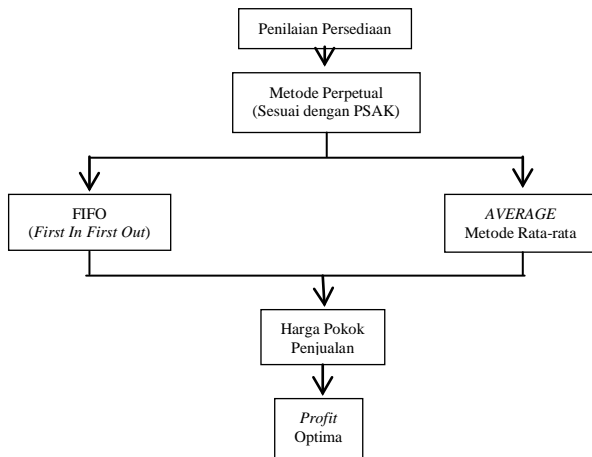 Penilaian Persediaan
Metode Perpetual
(Sesuai dengan PSAK)
FIFO
(First In First Out)
AVERAGE
Metode Rata-rata
Harga Pokok
Penjualan
Profit
Optima